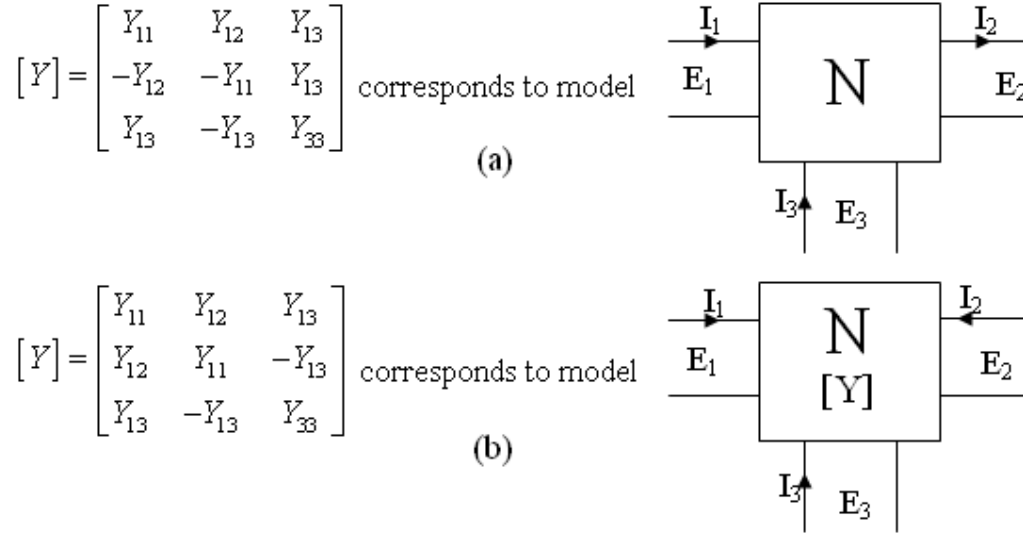 [Y] = [ Y₁₁ Y₁₂ Y₁₃
-Y₁₂ -Y₁₁ Y₁₃
Y₁₃ -Y₁₃ Y₃₃ ] corresponds to model
(a)
I₁ I₂
E₁ N E₂
I₃ E₃
[Y] = [ Y₁₁ Y₁₂ Y₁₃
Y₁₂ Y₁₁ -Y₁₃
Y₁₃ -Y₁₃ Y₃₃ ] corresponds to model
(b)
I₁ I₂
E₁ N E₂
[Y]
I₃ E₃